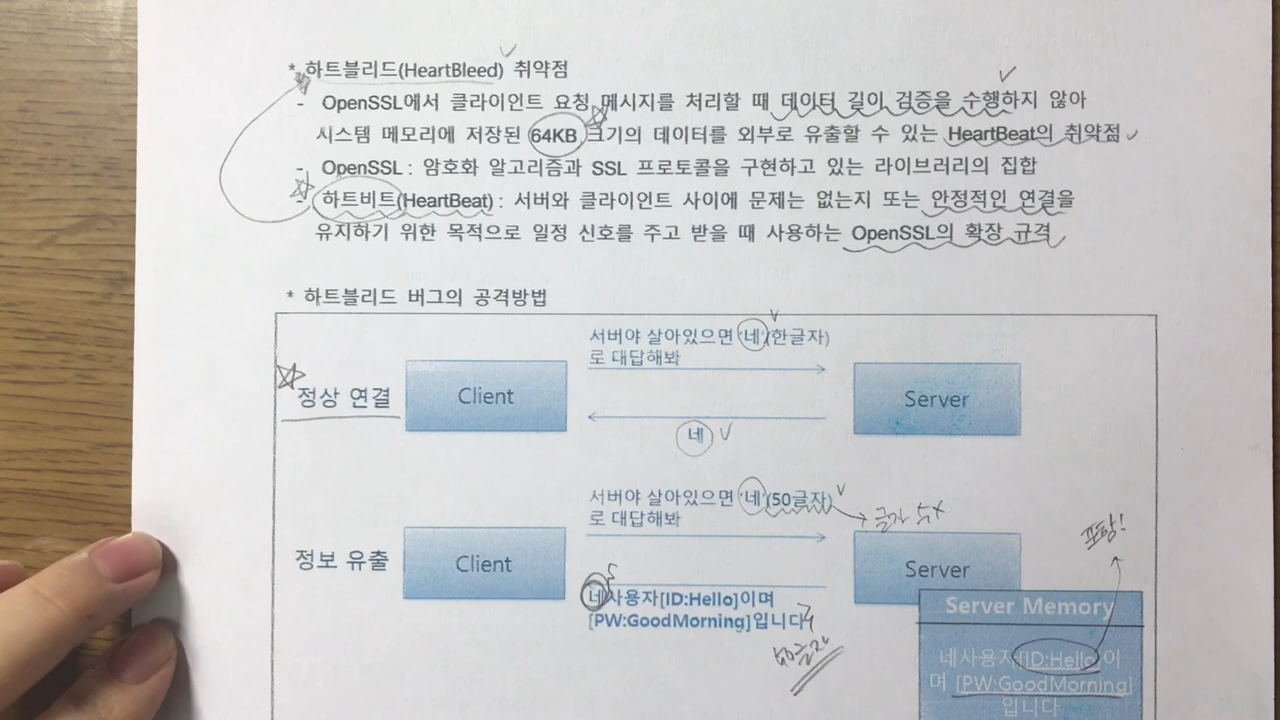 * 하트블리드(HeartBleed) 취약점
- OpenSSL에서 클라이언트 요청 메시지를 처리할 때 데이터 길이 검증을 수행하지 않아
시스템 메모리에 저장된 64KB 크기의 데이터를 외부로 유출할 수 있는 HeartBeat의 취약점
- OpenSSL : 암호화 알고리즘과 SSL 프로토콜을 구현하고 있는 라이브러리의 집합
- 하트비트(HeartBeat) : 서버와 클라이언트 사이에 문제는 없는지 또는 안정적인 연결을
유지하기 위한 목적으로 일정 신호를 주고 받을 때 사용하는 OpenSSL의 확장 규격
* 하트블리드 버그의 공격방법
서버야 살아있으면 '네'(한글자)
로 대답해봐
정상 연결
Client
Server
네
서버야 살아있으면 '네'(50글자)
로 대답해봐
글자 수X
포함!
정보 유출
Client
Server
네사용자[ID:Hello]이며
[PW:GoodMorning]입니다
50글자
Server Memory
네사용자[ID:Hello]이
며 [PW:GoodMorning]
입니다